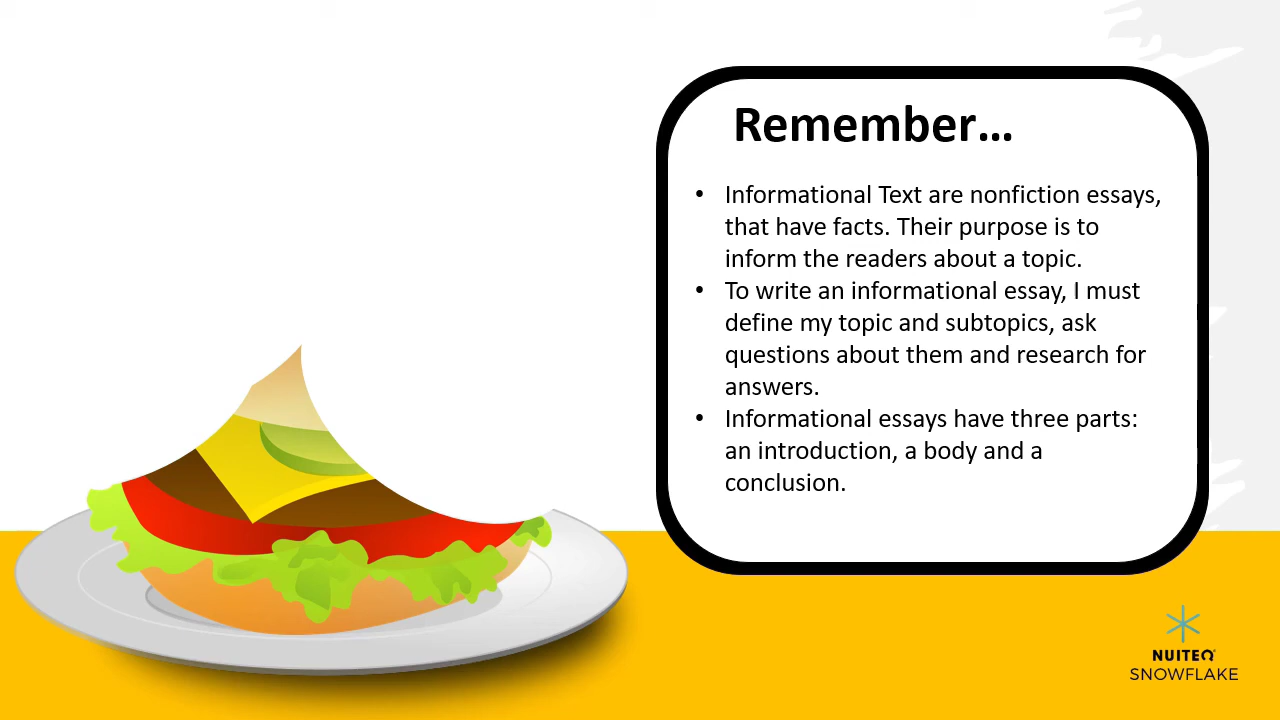 Remember...
• Informational Text are nonfiction essays,
that have facts. Their purpose is to
inform the readers about a topic.
• To write an informational essay, I must
define my topic and subtopics, ask
questions about them and research for
answers.
• Informational essays have three parts:
an introduction, a body and a
conclusion.
NUITEQ
SNOWFLAKE